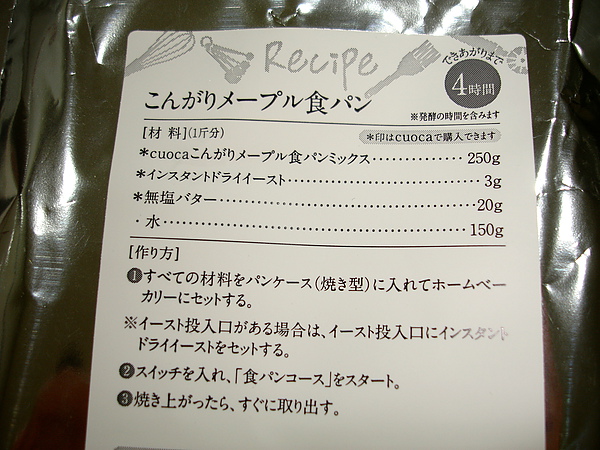 Recipe
できあがりまで
4時間
※発酵の時間を含みます
こんがりメープル食パン
[材 料](1斤分)
＊印はcuocaで購入できます
＊cuocaこんがりメープル食パンミックス・・・・・・・・・・・・・・ 250g
＊インスタントドライイースト・・・・・・・・・・・・・・・・・・・・・・・・・・・・ 3g
＊無塩バター・・・・・・・・・・・・・・・・・・・・・・・・・・・・・・・・・・・・・・・20g
・水・・・・・・・・・・・・・・・・・・・・・・・・・・・・・・・・・・・・・・・・・・・・ 150g
[作り方]
❶すべての材料をパンケース(焼き型)に入れてホームベー
カリーにセットする。
※イースト投入口がある場合は、イースト投入口にインスタント
ドライイーストをセットする。
❷スイッチを入れ、「食パンコース」をスタート。
❸焼き上がったら、すぐに取り出す。